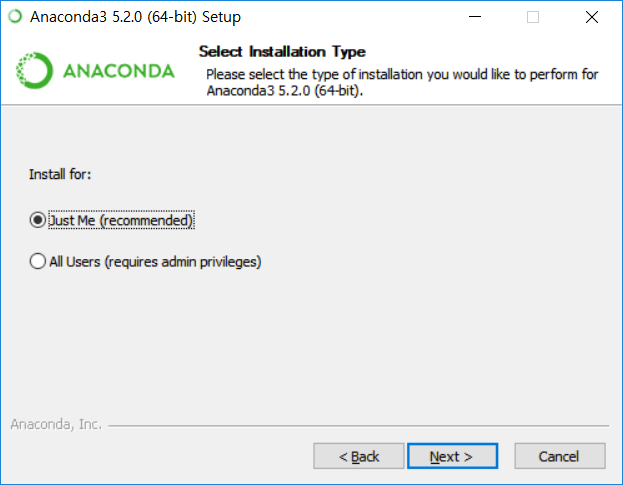 Anaconda3 5.2.0 (64-bit) Setup
ANACONDA
Select Installation Type
Please select the type of installation you would like to perform for
Anaconda3 5.2.0 (64-bit).
Install for:
Just Me (recommended)
All Users (requires admin privileges)
Anaconda, Inc.
< Back
Next >
Cancel